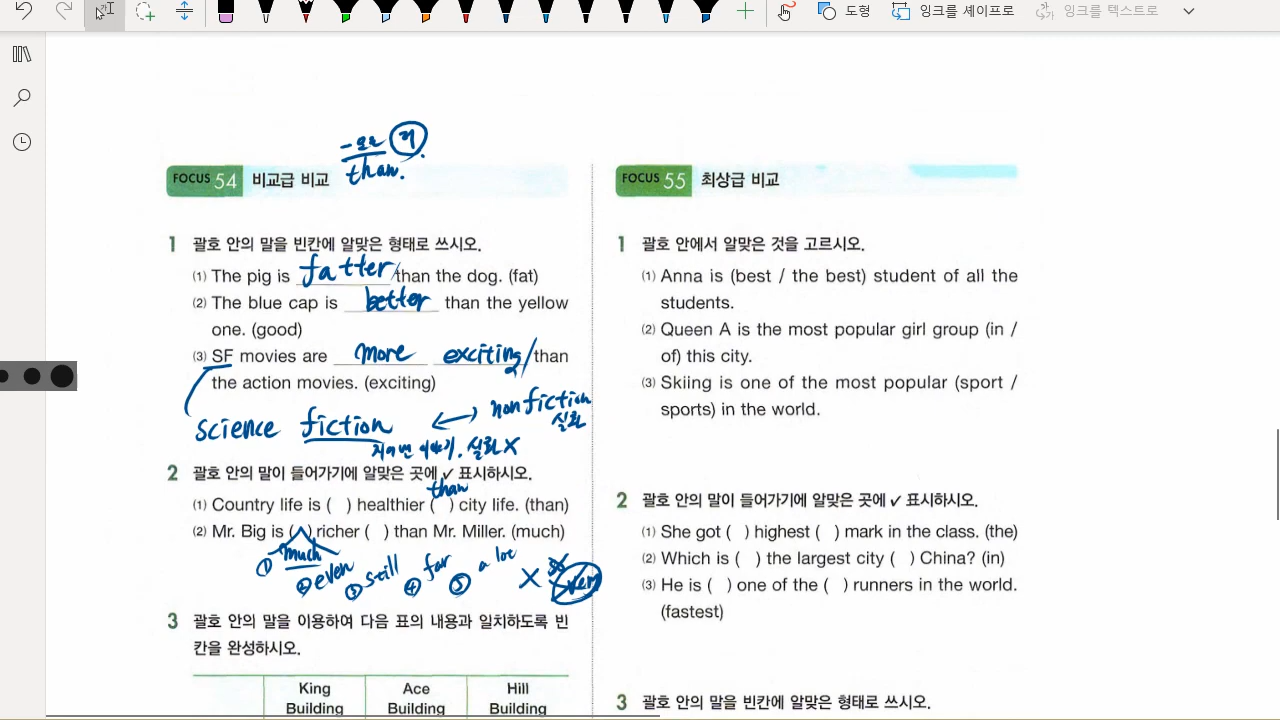 도형
잉크를 셰이프로
잉크를 텍스트로
-보다 더
than.
FOCUS 54 비교급 비교
1 괄호 안의 말을 빈칸에 알맞은 형태로 쓰시오.
(1) The pig is fatter than the dog. (fat)
(2) The blue cap is better than the yellow
one. (good)
(3) SF movies are more exciting than
the action movies. (exciting)
science fiction ↔ nonfiction
실화
실화 X
2 괄호 안의 말이 들어가기에 알맞은 곳에 ✓ 표시하시오.
than
(1) Country life is ( ) healthier ( ) city life. (than)
(2) Mr. Big is ( ) richer ( ) than Mr. Miller. (much)
① much ② even ③ still ④ far ⑤ a lot X very
3 괄호 안의 말을 이용하여 다음 표의 내용과 일치하도록 빈
칸을 완성하시오.
King Building
Ace Building
Hill Building
FOCUS 55 최상급 비교
1 괄호 안에서 알맞은 것을 고르시오.
(1) Anna is (best / the best) student of all the
students.
(2) Queen A is the most popular girl group (in /
of) this city.
(3) Skiing is one of the most popular (sport /
sports) in the world.
2 괄호 안의 말이 들어가기에 알맞은 곳에 ✓ 표시하시오.
(1) She got ( ) highest ( ) mark in the class. (the)
(2) Which is ( ) the largest city ( ) China? (in)
(3) He is ( ) one of the ( ) runners in the world.
(fastest)
3 괄호 안의 말을 빈칸에 알맞은 형태로 쓰시오.